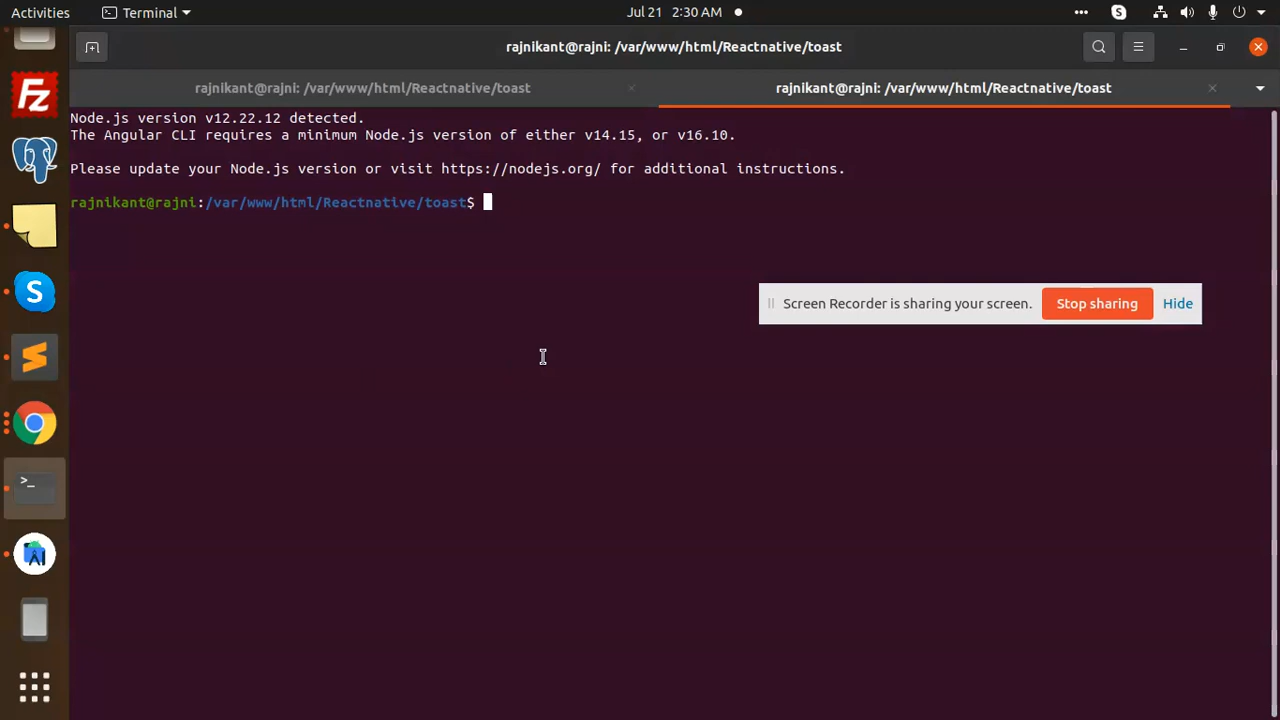 Activities
Terminal
Jul 21 2:30 AM
rajnikant@rajni: /var/www/html/Reactnative/toast
rajnikant@rajni: /var/www/html/Reactnative/toast
rajnikant@rajni: /var/www/html/Reactnative/toast
Node.js version v12.22.12 detected.
The Angular CLI requires a minimum Node.js version of either v14.15, or v16.10.
Please update your Node.js version or visit https://nodejs.org/ for additional instructions.
rajnikant@rajni:/var/www/html/Reactnative/toast$
Screen Recorder is sharing your screen.
Stop sharing
Hide